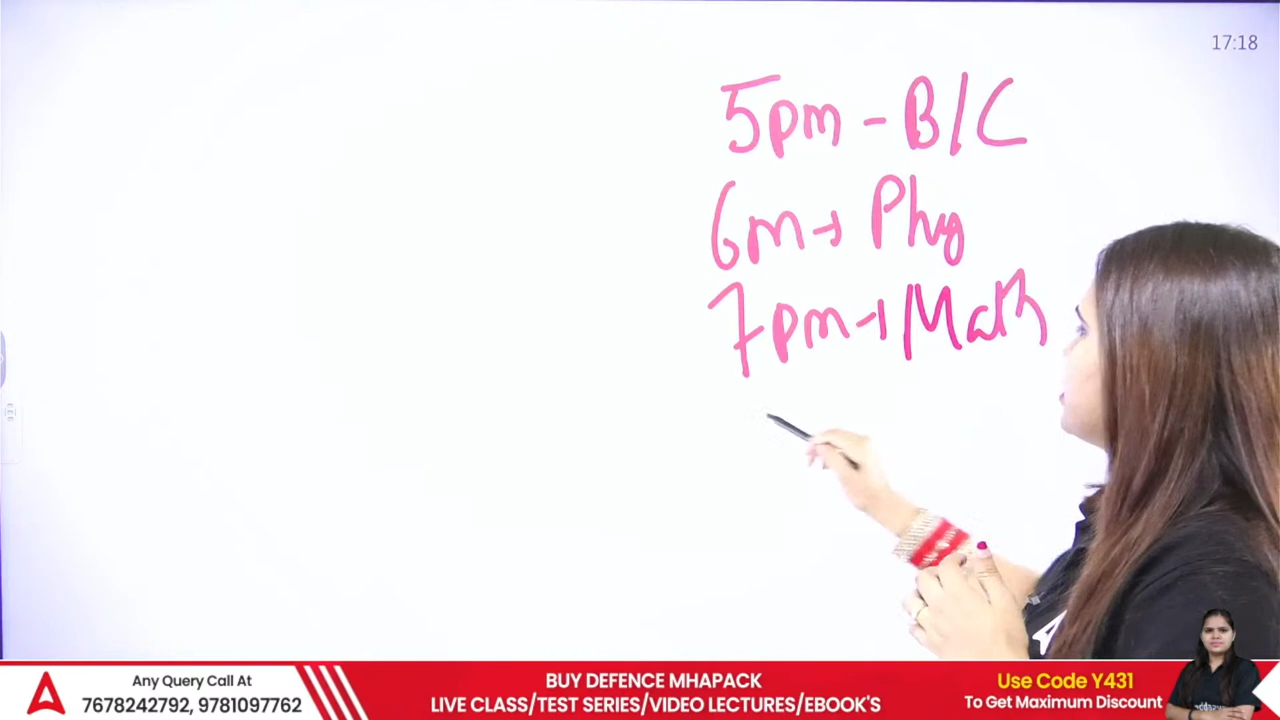 17:18
5pm - B/C
6m → Phy
7pm → Math
Any Query Call At
7678242792, 9781097762
BUY DEFENCE MHAPACK
LIVE CLASS/TEST SERIES/VIDEO LECTURES/EBOOK'S
Use Code Y431
To Get Maximum Discount